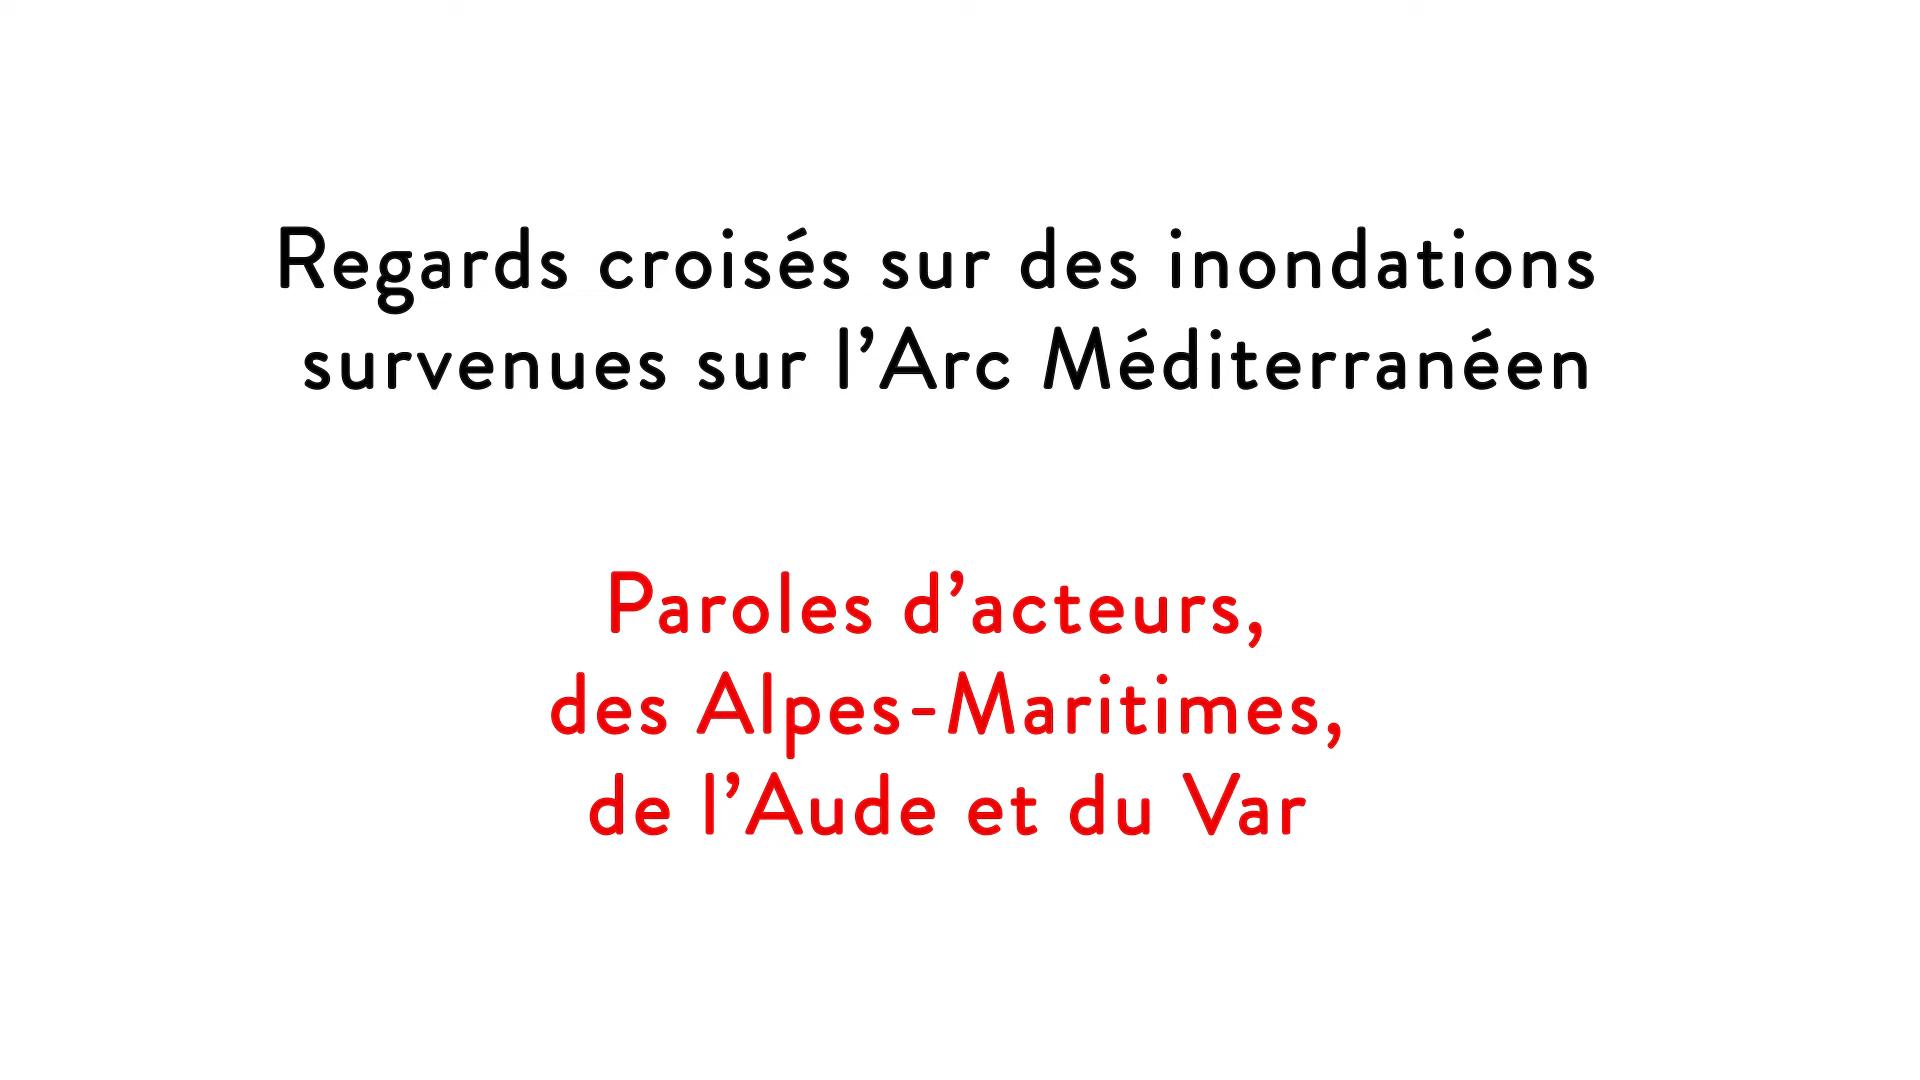 Regards croisés sur des inondations
survenues sur l’Arc Méditerranéen
Paroles d’acteurs,
des Alpes-Maritimes,
de l’Aude et du Var